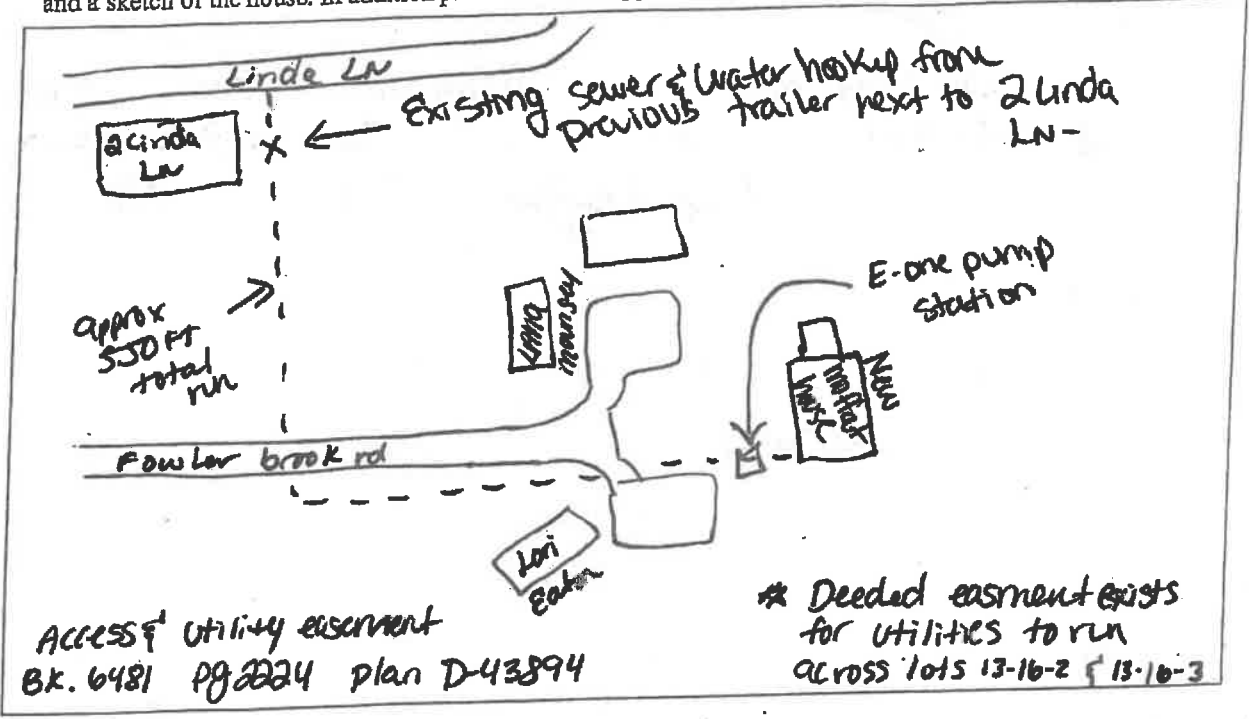 and a sketch of the house. In addition p
Linda LN
Existing sewer & water hookup from
previous trailer next to 2 Linda
LN-
2 Linda
LN
approx
550 FT
total
run
E-one pump
station
New
moffat
house
Fowler brook rd
Lori
Eaton
Access & Utility easement
BK. 6481 pg 2224 plan D-43894
* Deeded easment exists
for utilities to run
across lots 13-16-2 & 13-16-3